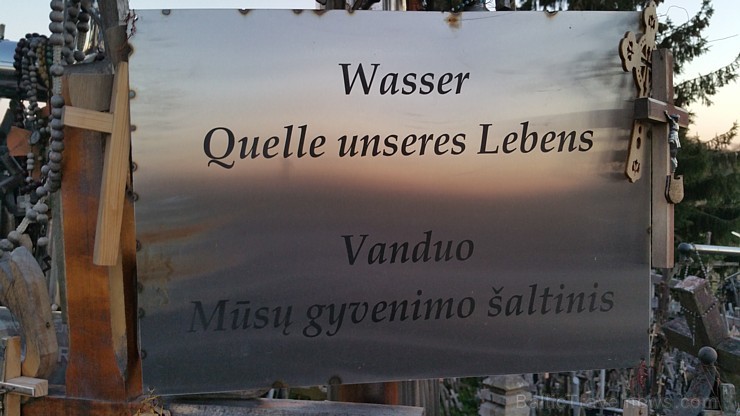 Wasser
Quelle unseres Lebens
Vanduo
Mūsų gyvenimo šaltinis